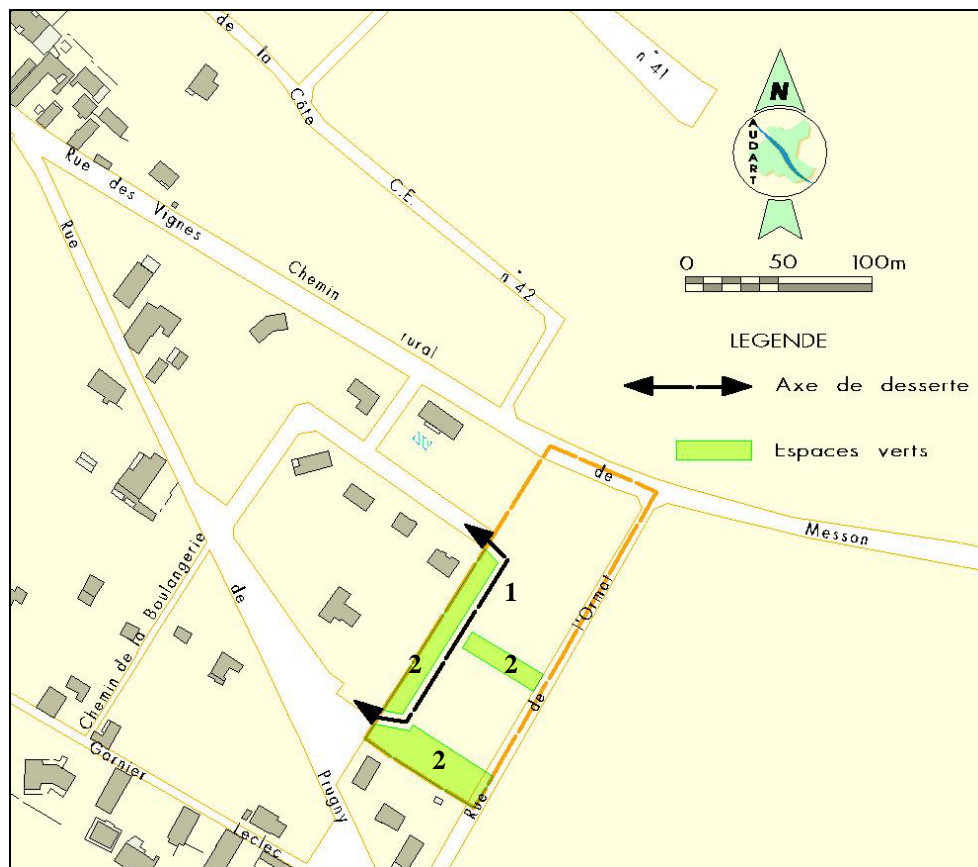 de la Côte C.E. n° 42
n° 41
N
AUDART
Rue des Vignes
Chemin rural de Messon
0 50 100m
LEGENDE
Axe de desserte
Espaces verts
Rue de Prugny
Chemin de la Boulangerie
1
2
2
2
Rue de l'Ormal
Garnier
Leclec